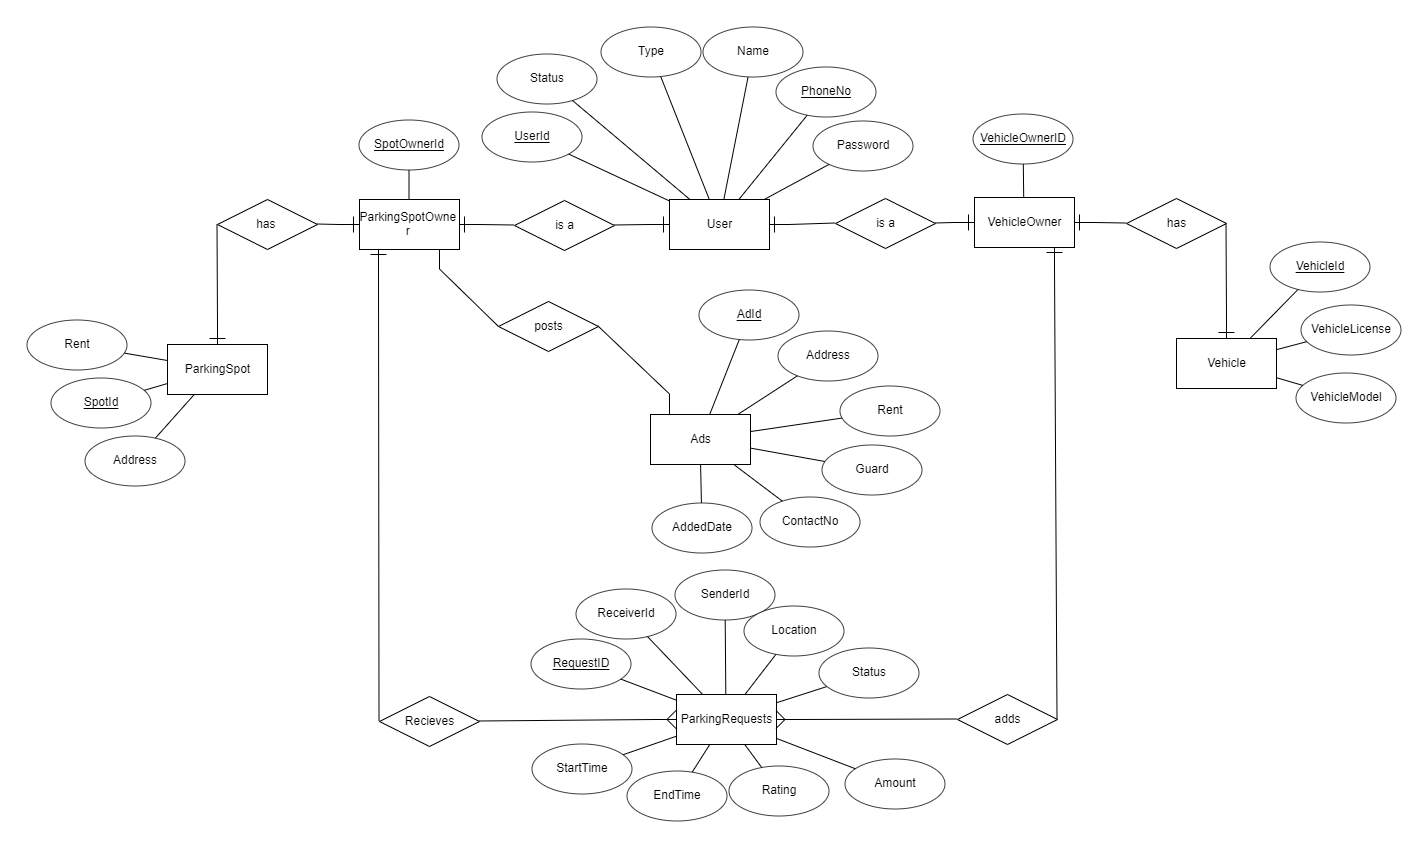 Type
Name
Status
PhoneNo
UserId
Password
SpotOwnerId
VehicleOwnerID
has
ParkingSpotOwne
r
is a
User
is a
VehicleOwner
has
VehicleId
AdId
posts
VehicleLicense
Rent
Address
ParkingSpot
Vehicle
SpotId
VehicleModel
Rent
Ads
Address
Guard
AddedDate
ContactNo
SenderId
ReceiverId
Location
RequestID
Status
Recieves
ParkingRequests
adds
StartTime
EndTime
Rating
Amount